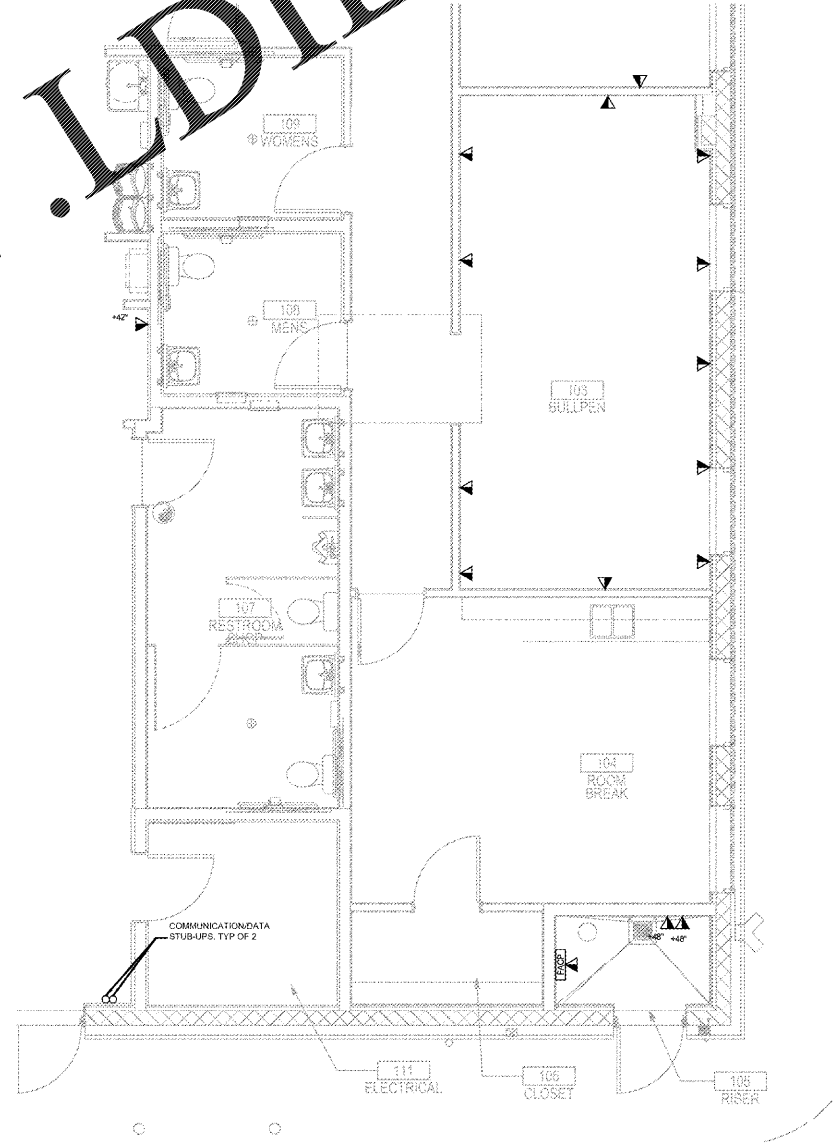 .LDI
109
WOMENS
108
MENS
+42"
103
BULLPEN
107
RESTROOM
104
ROOM
BREAK
COMMUNICATION/DATA
STUB-UPS. TYP OF 2
FACP
+48"
+48"
111
ELECTRICAL
106
CLOSET
105
RISER